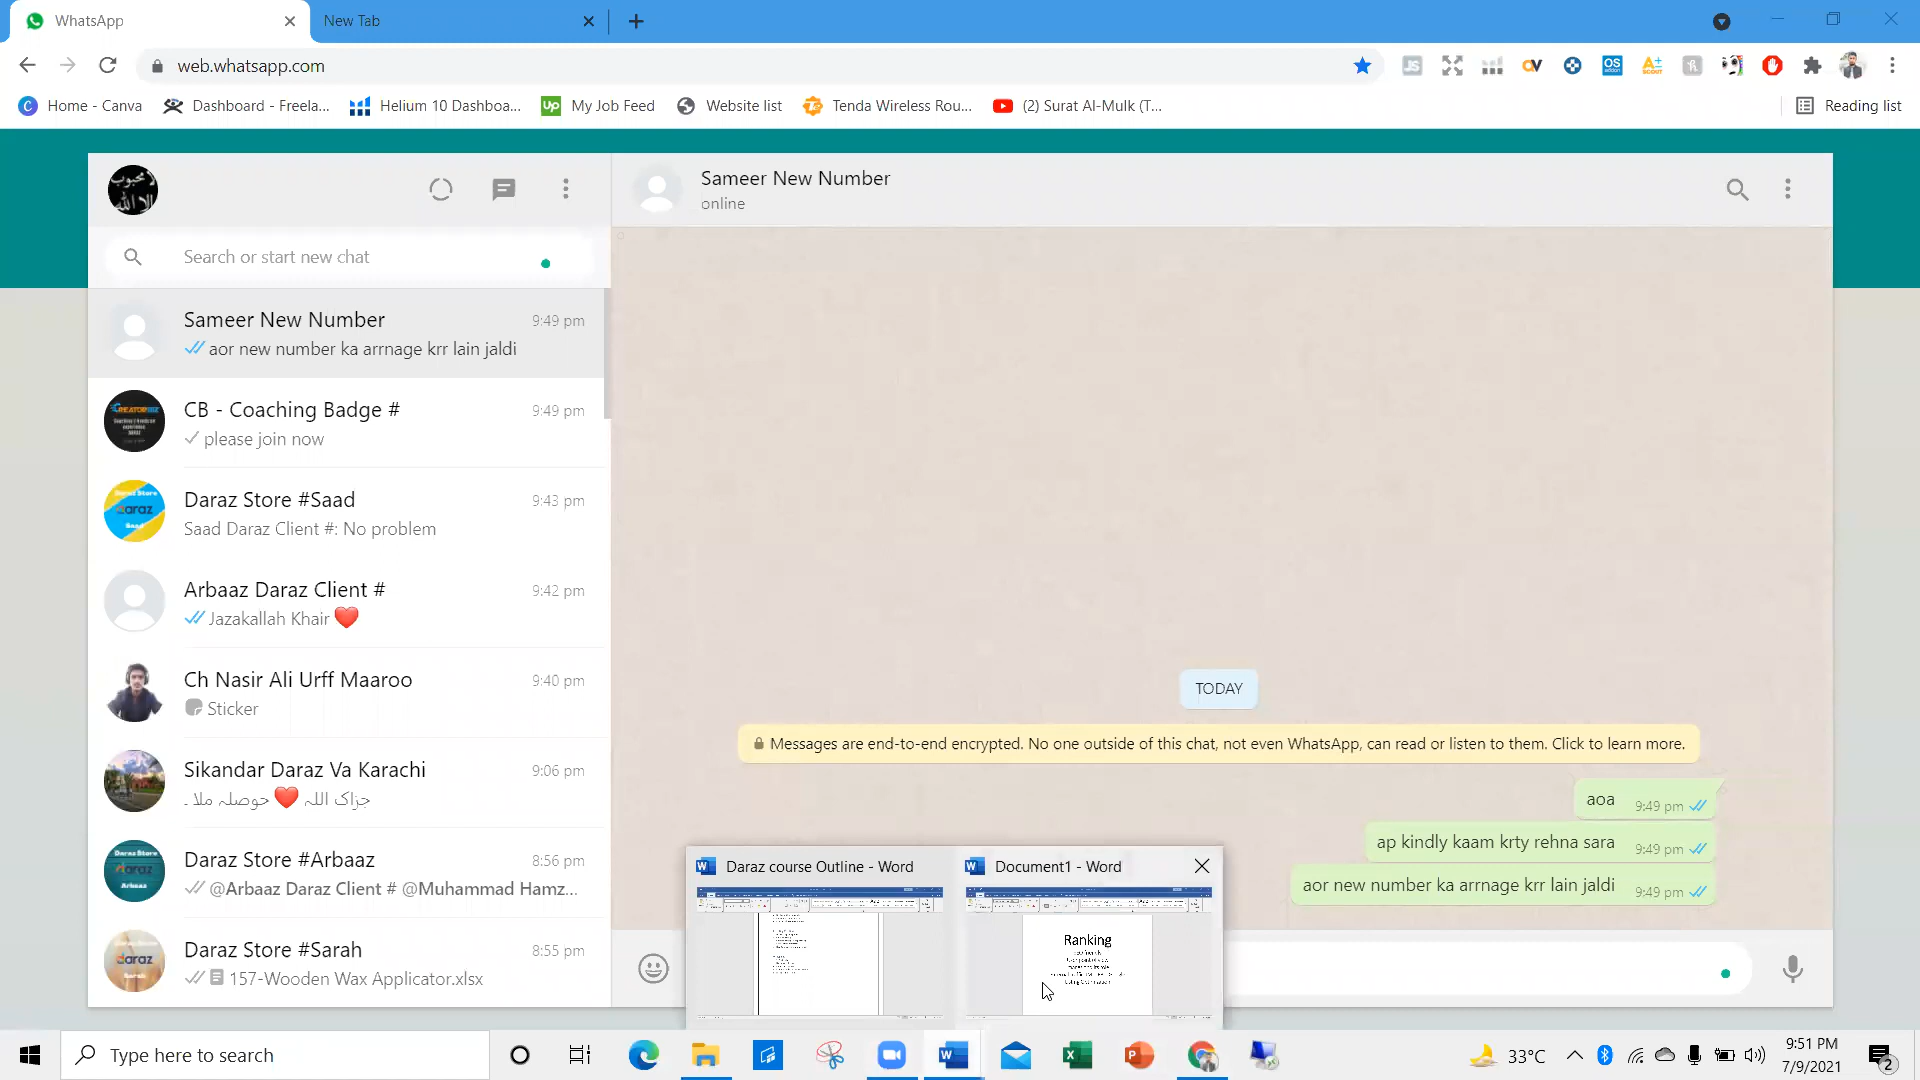 WhatsApp
New Tab
web.whatsapp.com
Home - Canva
Dashboard - Freela...
Helium 10 Dashboa...
My Job Feed
Website list
Tenda Wireless Rou...
(2) Surat Al-Mulk (T...
Reading list
Sameer New Number
online
Search or start new chat
Sameer New Number 9:49 pm
aor new number ka arrnage krr lain jaldi
CB - Coaching Badge # 9:49 pm
please join now
Daraz Store #Saad 9:43 pm
Saad Daraz Client #: No problem
Arbaaz Daraz Client # 9:42 pm
Jazakallah Khair ❤️
Ch Nasir Ali Urff Maaroo 9:40 pm
Sticker
Sikandar Daraz Va Karachi 9:06 pm
جزاک اللہ ❤️ حوصلہ ملا ۔
Daraz Store #Arbaaz 8:56 pm
@Arbaaz Daraz Client # @Muhammad Hamz...
Daraz Store #Sarah 8:55 pm
157-Wooden Wax Applicator.xlsx
TODAY
Messages are end-to-end encrypted. No one outside of this chat, not even WhatsApp, can read or listen to them. Click to learn more.
aoa 9:49 pm
ap kindly kaam krty rehna sara 9:49 pm
aor new number ka arrnage krr lain jaldi 9:49 pm
Daraz course Outline - Word
Document1 - Word
Ranking
Type here to search
33°C
9:51 PM
7/9/2021
2